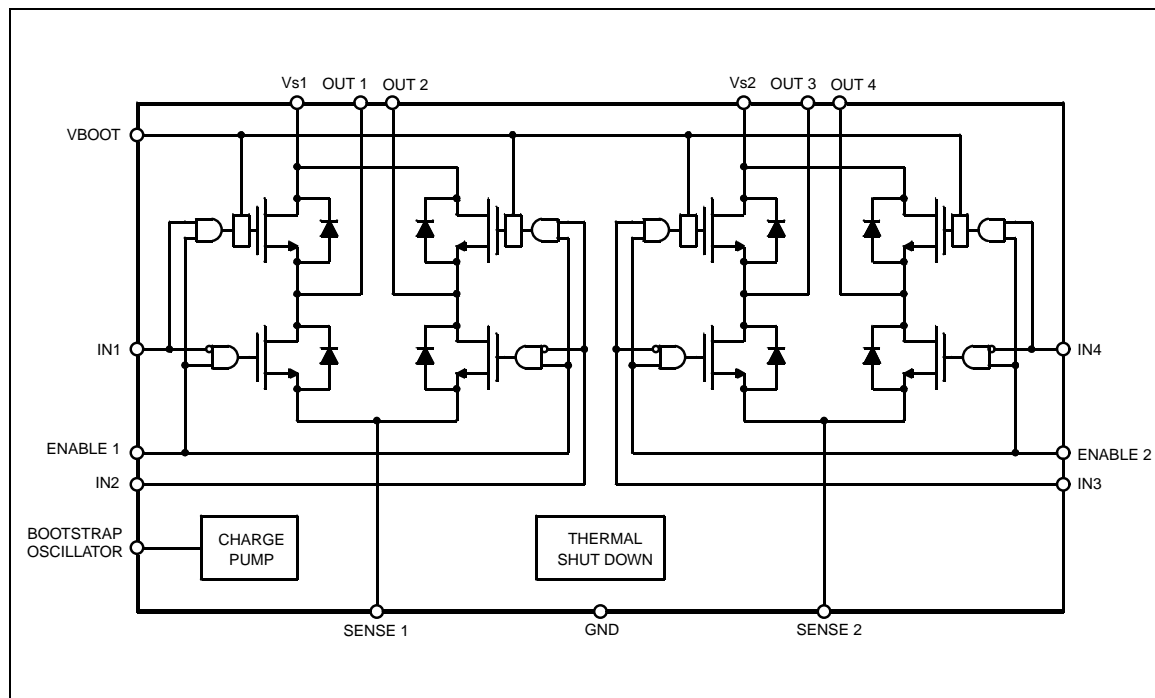 Vs1 OUT 1 OUT 2 Vs2 OUT 3 OUT 4
VBOOT
IN1 IN4
ENABLE 1 ENABLE 2
IN2 IN3
BOOTSTRAP
OSCILLATOR
CHARGE
PUMP
THERMAL
SHUT DOWN
SENSE 1 GND SENSE 2